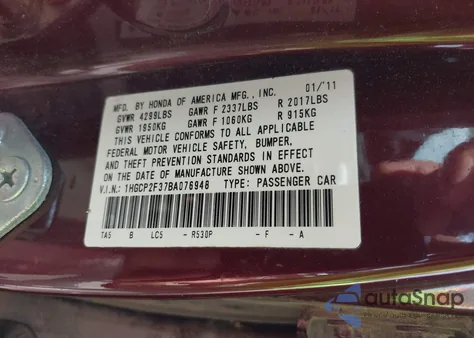 MFD. BY HONDA OF AMERICA MFG., INC. 01/'11
GVWR 4299LBS GAWR F 2337LBS R 2017LBS
GVWR 1950KG GAWR F 1060KG R 915KG
THIS VEHICLE CONFORMS TO ALL APPLICABLE
FEDERAL MOTOR VEHICLE SAFETY, BUMPER,
AND THEFT PREVENTION STANDARDS IN EFFECT
ON THE DATE OF MANUFACTURE SHOWN ABOVE.
V.I.N.: 1HGCP2F37BA076948 TYPE: PASSENGER CAR
TA5 B LC5 - R530P - F - A
autoSnap